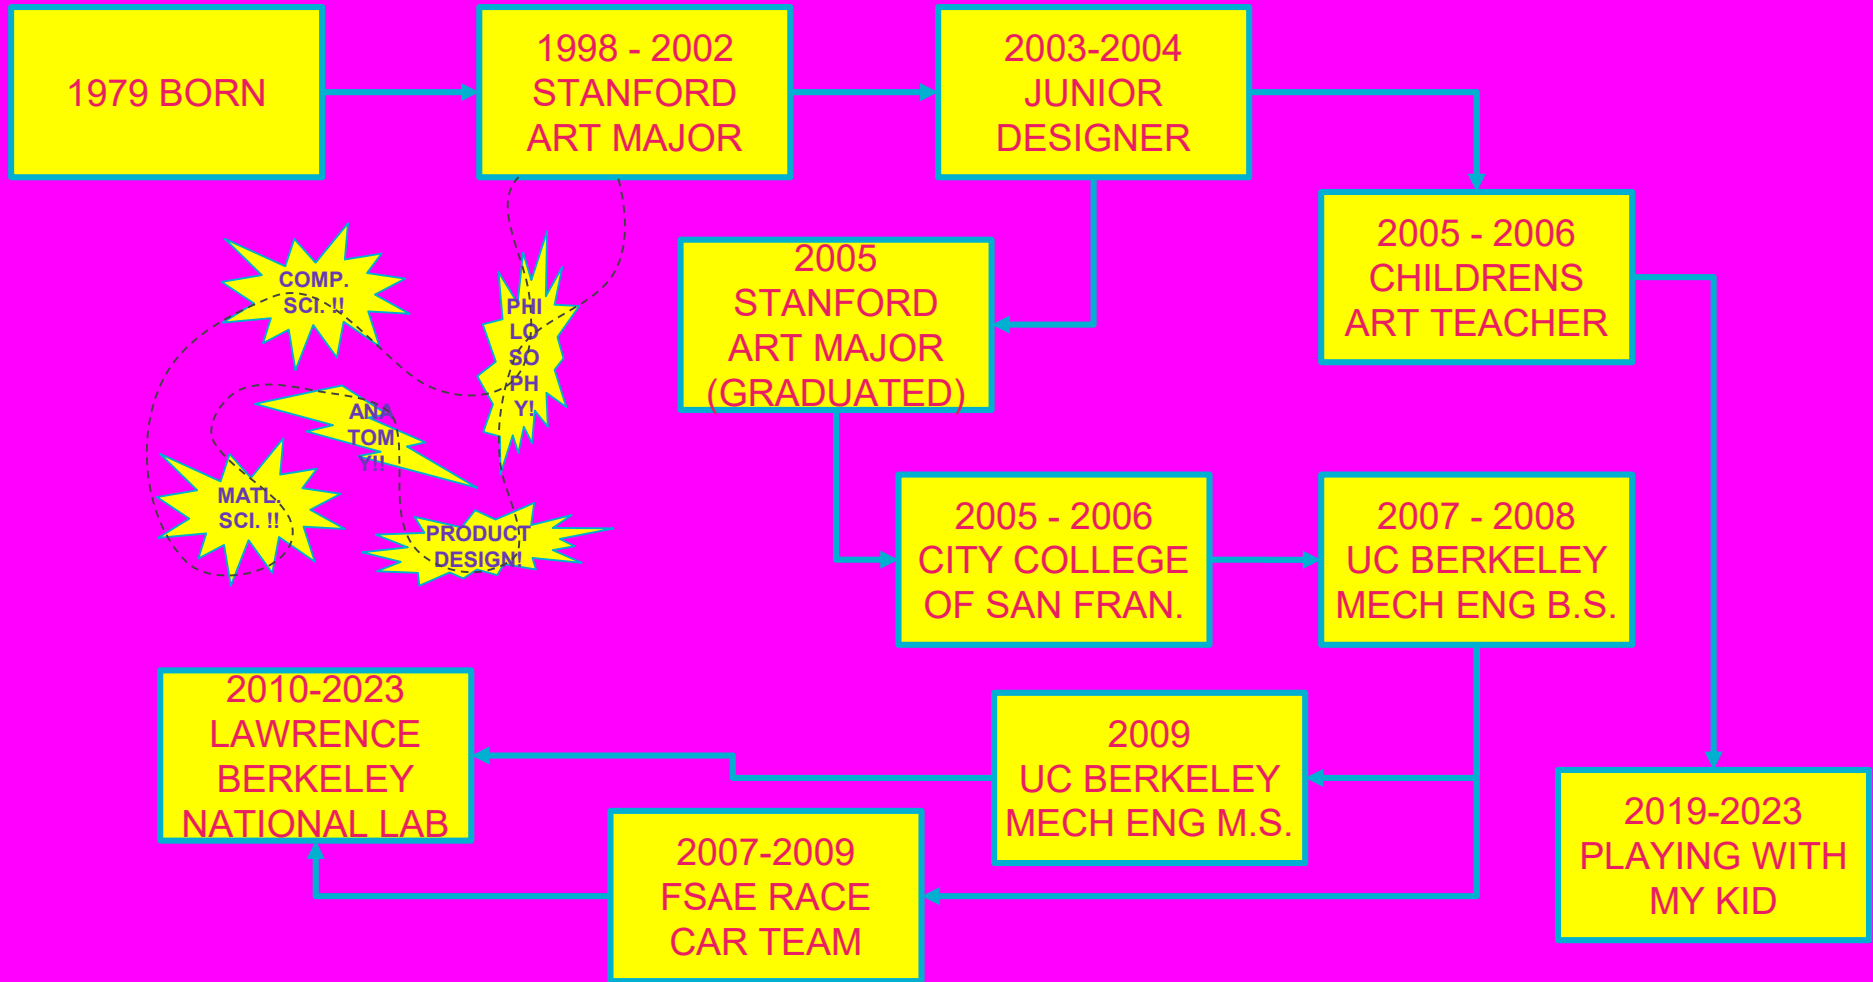 1979 BORN
1998 - 2002
STANFORD
ART MAJOR
2003-2004
JUNIOR
DESIGNER
2005 - 2006
CHILDRENS
ART TEACHER
2005
STANFORD
ART MAJOR
(GRADUATED)
COMP.
SCI. !!
PHI
LO
SO
PH
Y!
ANA
TOM
Y!!
MATL.
SCI. !!
PRODUCT
DESIGN!
2005 - 2006
CITY COLLEGE
OF SAN FRAN.
2007 - 2008
UC BERKELEY
MECH ENG B.S.
2010-2023
LAWRENCE
BERKELEY
NATIONAL LAB
2009
UC BERKELEY
MECH ENG M.S.
2007-2009
FSAE RACE
CAR TEAM
2019-2023
PLAYING WITH
MY KID